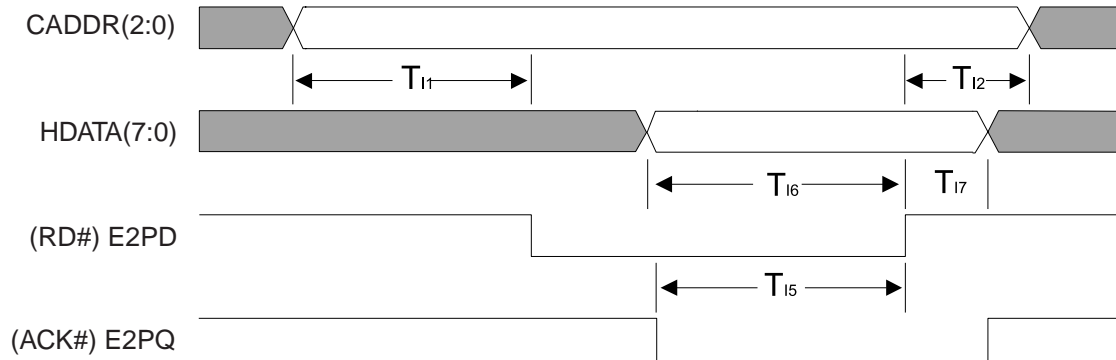 CADDR(2:0)
TI1
TI2
HDATA(7:0)
TI6
TI7
(RD#) E2PD
TI5
(ACK#) E2PQ